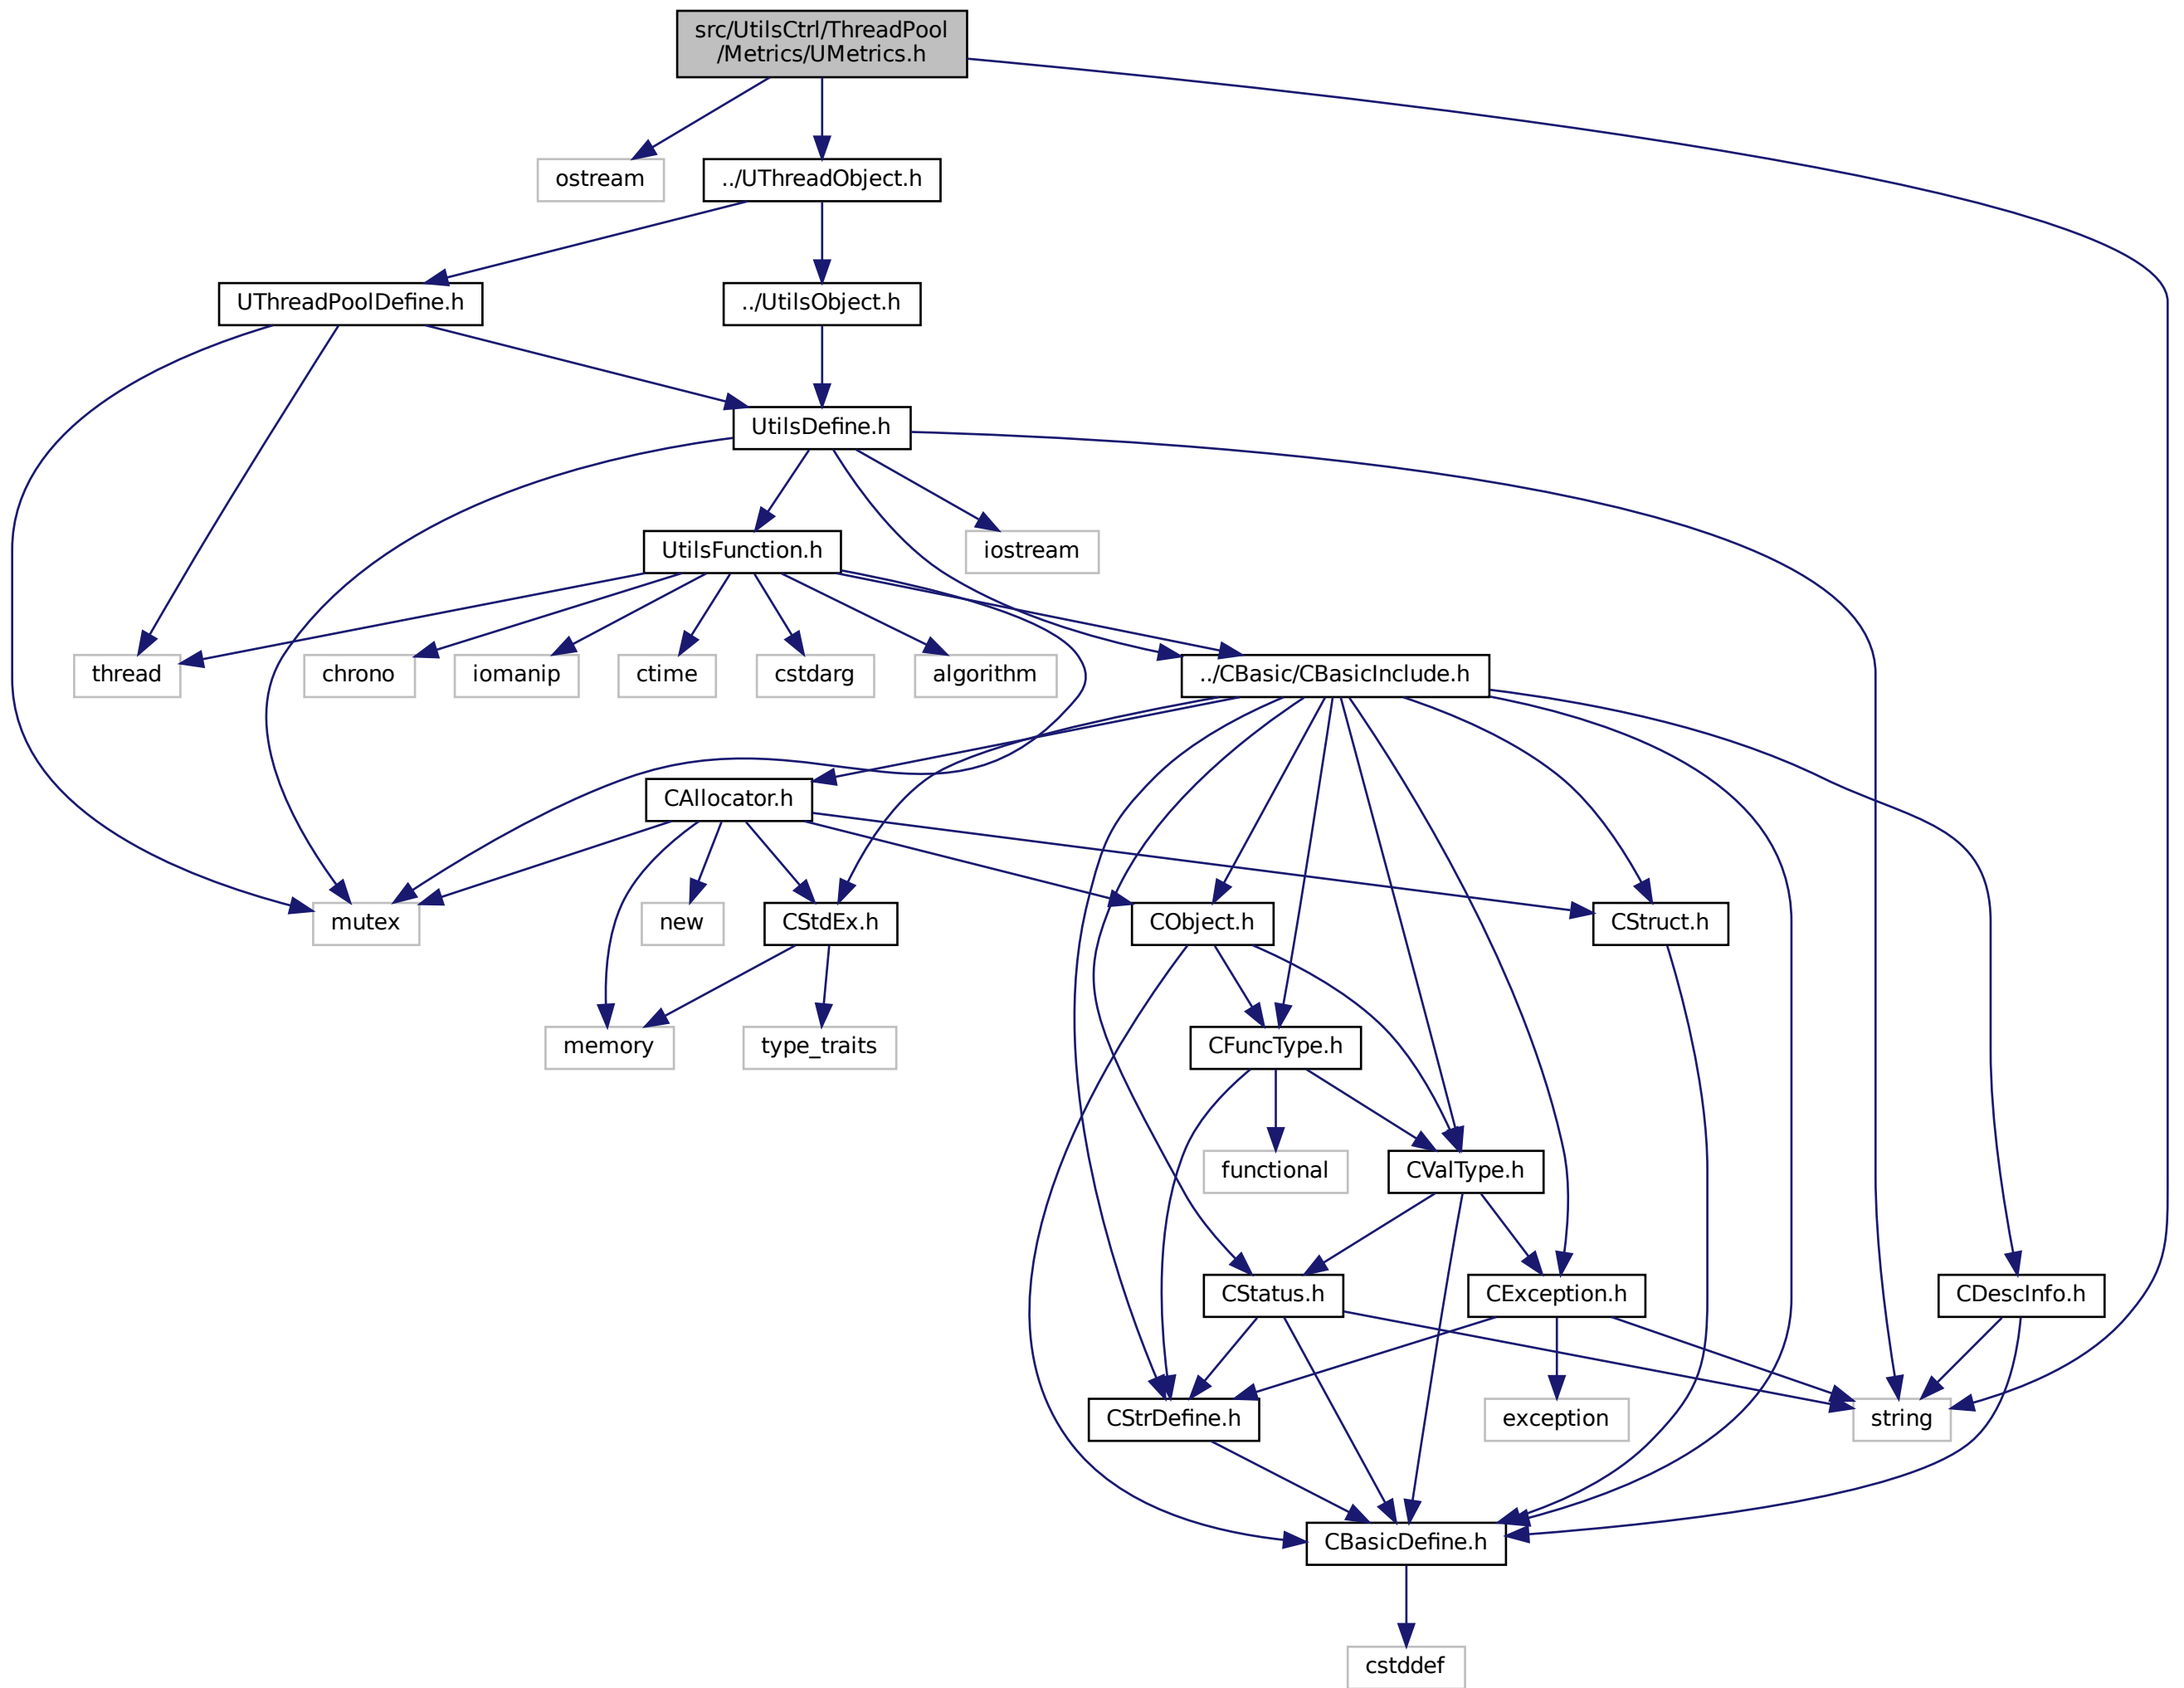 src/UtilsCtrl/ThreadPool
/Metrics/UMetrics.h
ostream
../UThreadObject.h
UThreadPoolDefine.h
../UtilsObject.h
UtilsDefine.h
UtilsFunction.h
iostream
thread
chrono
iomanip
ctime
cstdarg
algorithm
../CBasic/CBasicInclude.h
CAllocator.h
mutex
new
CStdEx.h
CObject.h
CStruct.h
memory
type_traits
CFuncType.h
functional
CValType.h
CStatus.h
CException.h
CDescInfo.h
CStrDefine.h
exception
string
CBasicDefine.h
cstddef